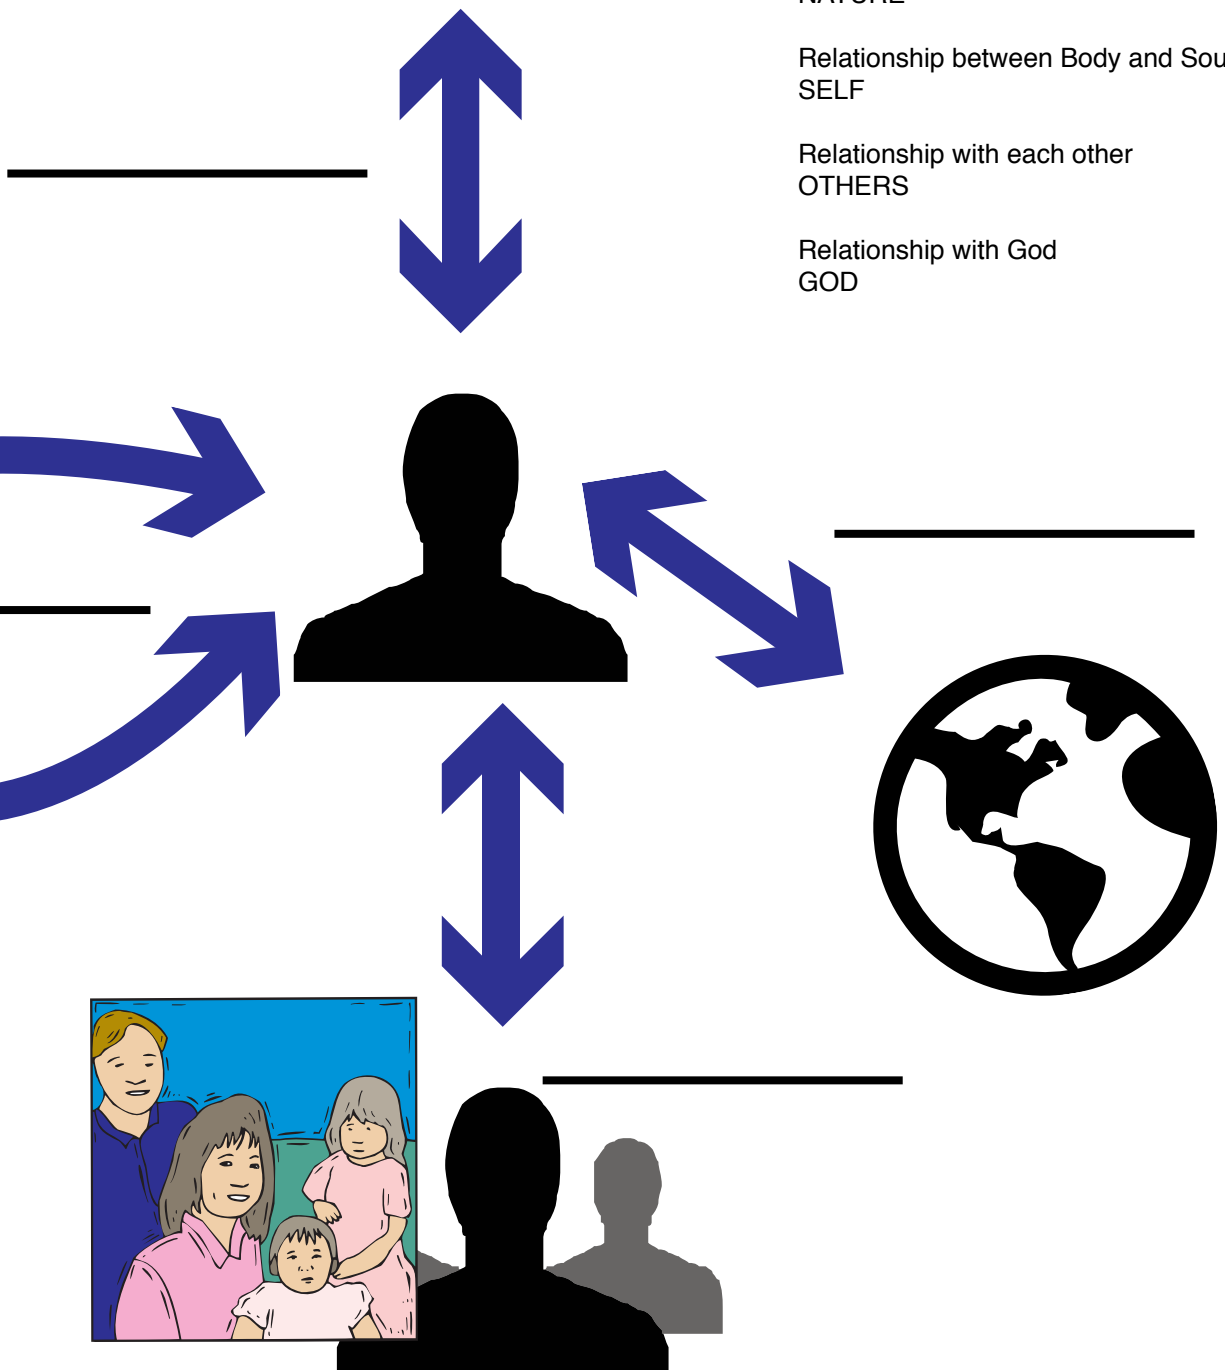 Relationship between Body and Sou
SELF
Relationship with each other
OTHERS
Relationship with God
GOD